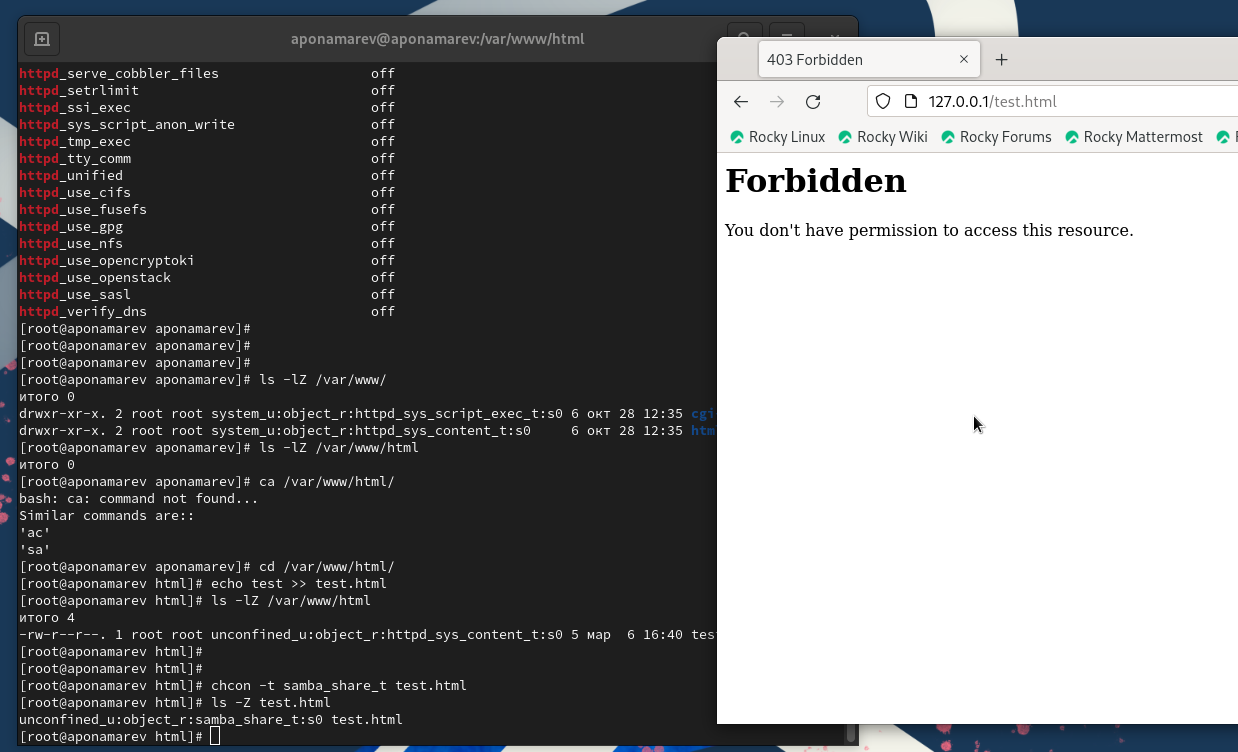 aponamarev@aponamarev:/var/www/html
httpd_serve_cobbler_files off
httpd_setrlimit off
httpd_ssi_exec off
httpd_sys_script_anon_write off
httpd_tmp_exec off
httpd_tty_comm off
httpd_unified off
httpd_use_cifs off
httpd_use_fusefs off
httpd_use_gpg off
httpd_use_nfs off
httpd_use_opencryptoki off
httpd_use_openstack off
httpd_use_sasl off
httpd_verify_dns off
[root@aponamarev aponamarev]#
[root@aponamarev aponamarev]#
[root@aponamarev aponamarev]#
[root@aponamarev aponamarev]# ls -lZ /var/www/
итого 0
drwxr-xr-x. 2 root root system_u:object_r:httpd_sys_script_exec_t:s0 6 окт 28 12:35 cgi
drwxr-xr-x. 2 root root system_u:object_r:httpd_sys_content_t:s0 6 окт 28 12:35 htm
[root@aponamarev aponamarev]# ls -lZ /var/www/html
итого 0
[root@aponamarev aponamarev]# ca /var/www/html/
bash: ca: command not found...
Similar commands are::
'ac'
'sa'
[root@aponamarev aponamarev]# cd /var/www/html/
[root@aponamarev html]# echo test >> test.html
[root@aponamarev html]# ls -lZ /var/www/html
итого 4
-rw-r--r--. 1 root root unconfined_u:object_r:httpd_sys_content_t:s0 5 мар 6 16:40 tes
[root@aponamarev html]#
[root@aponamarev html]#
[root@aponamarev html]# chcon -t samba_share_t test.html
[root@aponamarev html]# ls -Z test.html
unconfined_u:object_r:samba_share_t:s0 test.html
[root@aponamarev html]#
403 Forbidden
127.0.0.1/test.html
Rocky Linux Rocky Wiki Rocky Forums Rocky Mattermost
Forbidden
You don't have permission to access this resource.